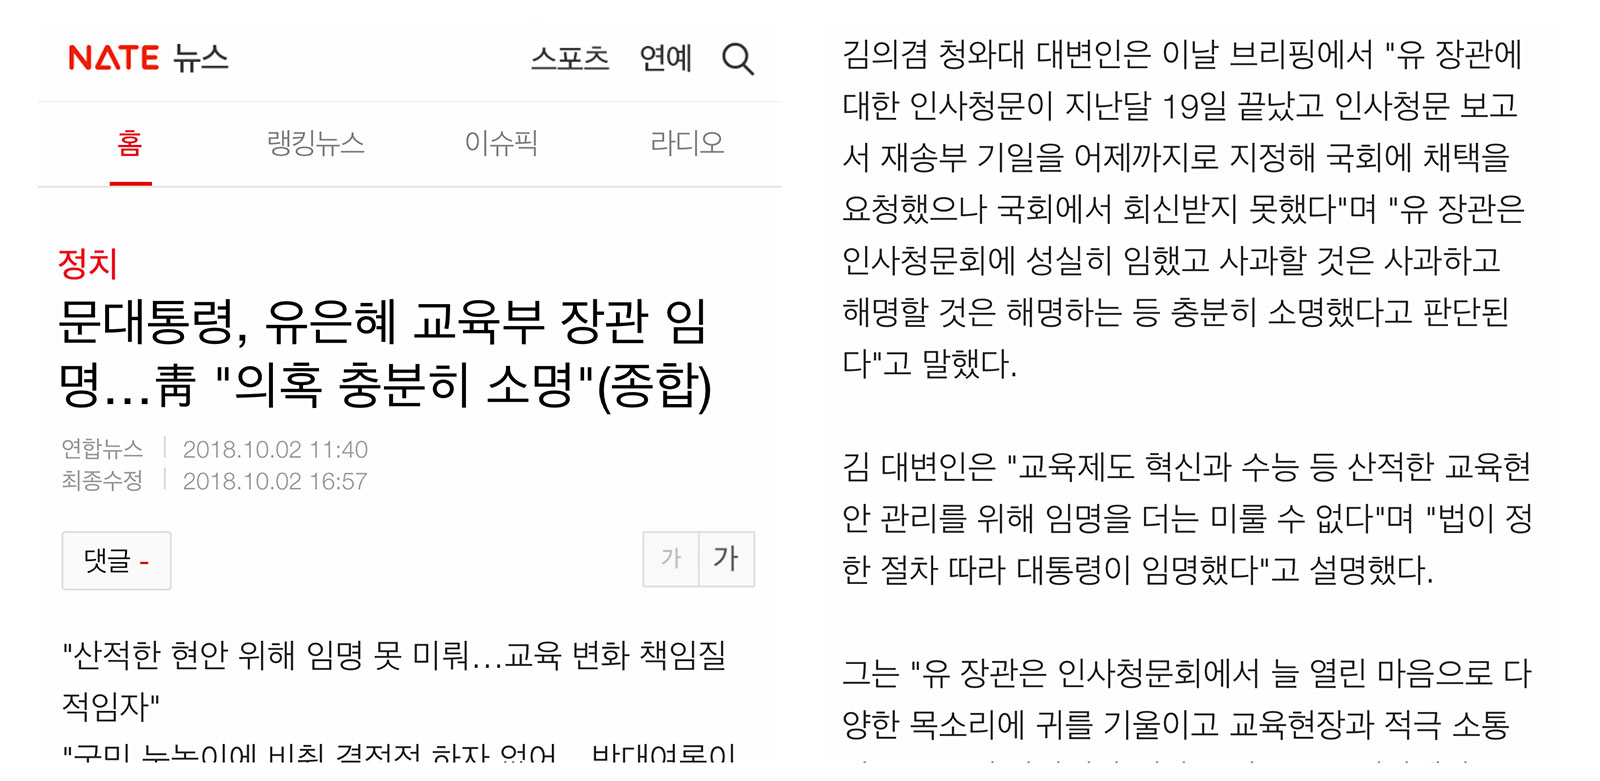 NATE 뉴스
스포츠 연예
홈 랭킹뉴스 이슈픽 라디오
정치
문대통령, 유은혜 교육부 장관 임
명…靑 "의혹 충분히 소명"(종합)
연합뉴스 2018.10.02 11:40
최종수정 2018.10.02 16:57
댓글 -
가 가
"산적한 현안 위해 임명 못 미뤄…교육 변화 책임질
적임자"
"국민 눈높이에 비춰 결정적 하자 없어…반대여론이
김의겸 청와대 대변인은 이날 브리핑에서 "유 장관에
대한 인사청문이 지난달 19일 끝났고 인사청문 보고
서 재송부 기일을 어제까지로 지정해 국회에 채택을
요청했으나 국회에서 회신받지 못했다"며 "유 장관은
인사청문회에 성실히 임했고 사과할 것은 사과하고
해명할 것은 해명하는 등 충분히 소명했다고 판단된
다"고 말했다.
김 대변인은 "교육제도 혁신과 수능 등 산적한 교육현
안 관리를 위해 임명을 더는 미룰 수 없다"며 "법이 정
한 절차 따라 대통령이 임명했다"고 설명했다.
그는 "유 장관은 인사청문회에서 늘 열린 마음으로 다
양한 목소리에 귀를 기울이고 교육현장과 적극 소통